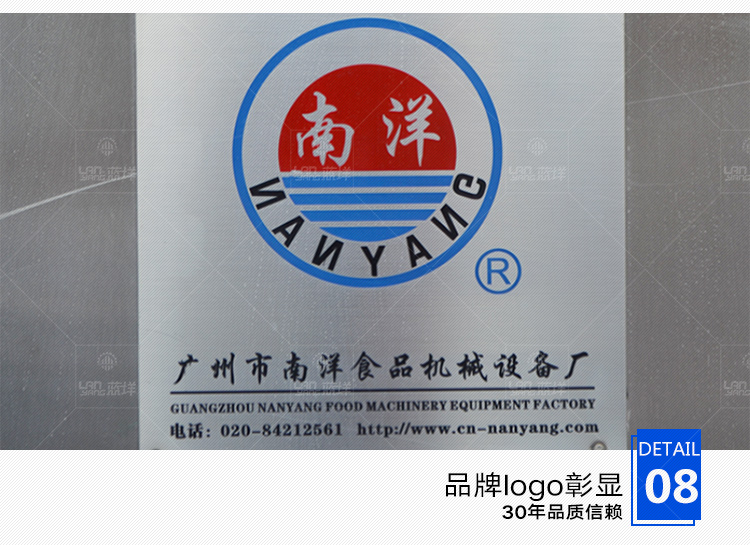 南洋
NANYANG
®
广州市南洋食品机械设备厂
GUANGZHOU NANYANG FOOD MACHINERY EQUIPMENT FACTORY
电话：020-84212561 http://www.cn-nanyang.com
品牌logo彰显
30年品质信赖
DETAIL
08